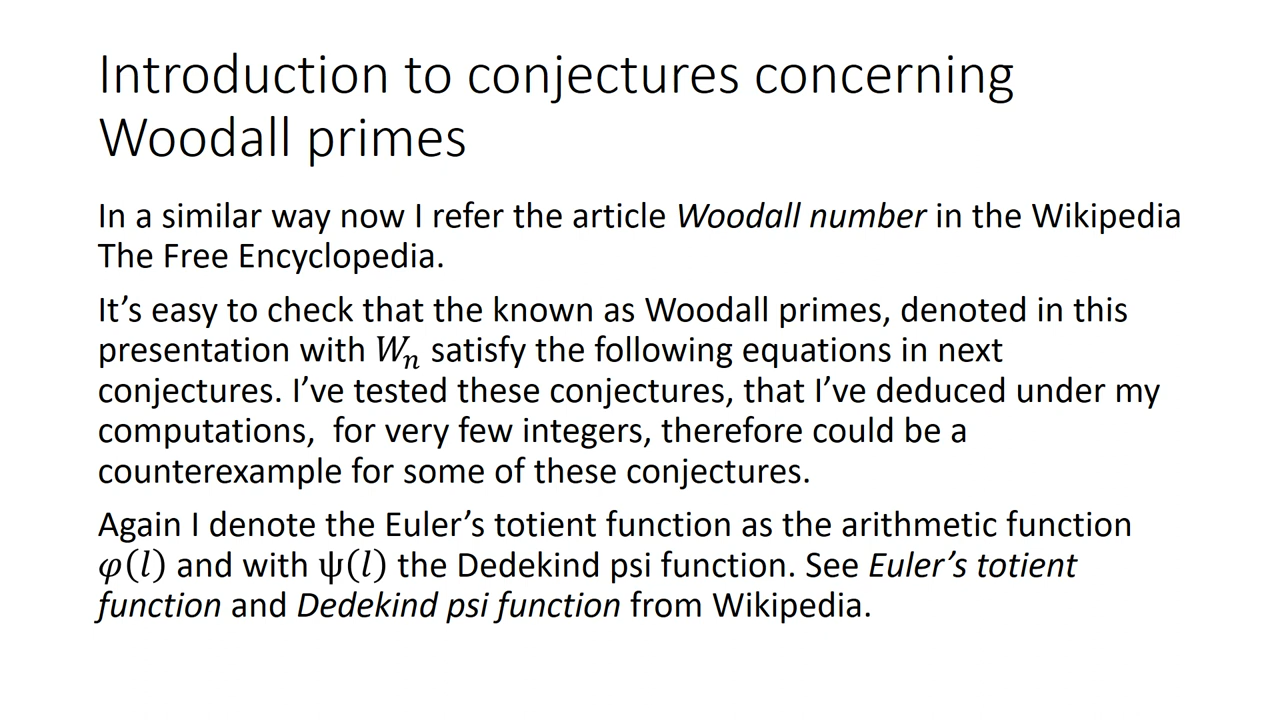 Introduction to conjectures concerning
Woodall primes
In a similar way now I refer the article Woodall number in the Wikipedia
The Free Encyclopedia.
It’s easy to check that the known as Woodall primes, denoted in this
presentation with 𝑊ₙ satisfy the following equations in next
conjectures. I’ve tested these conjectures, that I’ve deduced under my
computations,  for very few integers, therefore could be a
counterexample for some of these conjectures.
Again I denote the Euler’s totient function as the arithmetic function
𝜑(𝑙) and with ψ(𝑙) the Dedekind psi function. See Euler’s totient
function and Dedekind psi function from Wikipedia.